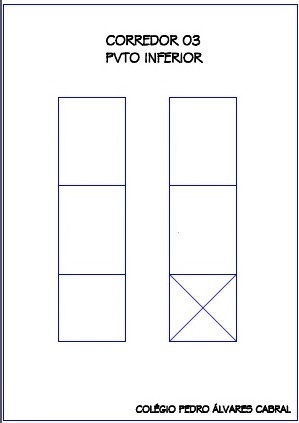 CORREDOR 03
PVTO INFERIOR
COLÉGIO PEDRO ÁLVARES CABRAL